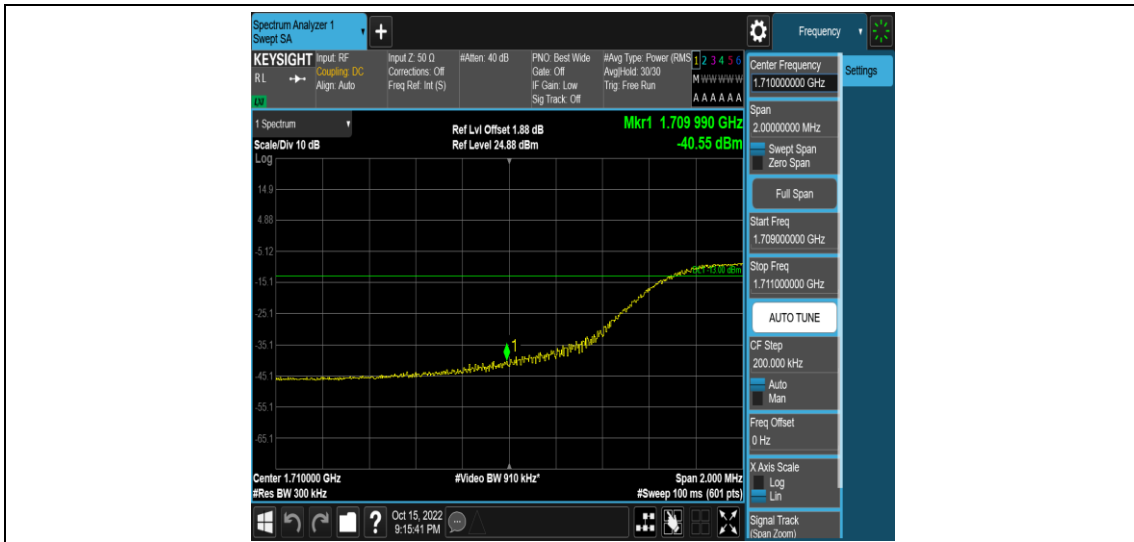 Spectrum Analyzer 1
Swept SA
+
Frequency
KEYSIGHT
RL
LXI
Input: RF
Coupling: DC
Align: Auto
Input Z: 50 Ω
Corrections: Off
Freq Ref: Int (S)
#Atten: 40 dB
PNO: Best Wide
Gate: Off
IF Gain: Low
Sig Track: Off
#Avg Type: Power (RMS
Avg|Hold: 30/30
Trig: Free Run
1 2 3 4 5 6
M W W W W W
A A A A A A
Center Frequency
1.710000000 GHz
Settings
Span
2.00000000 MHz
Swept Span
Zero Span
Full Span
Start Freq
1.709000000 GHz
Stop Freq
1.711000000 GHz
AUTO TUNE
CF Step
200.000 kHz
Auto
Man
Freq Offset
0 Hz
X Axis Scale
Log
Lin
Signal Track
(Span Zoom)
1 Spectrum
Scale/Div 10 dB
Log
Ref Lvl Offset 1.88 dB
Ref Level 24.88 dBm
Mkr1 1.709 990 GHz
-40.55 dBm
14.9
4.88
-5.12
-15.1
-25.1
-35.1
-45.1
-55.1
-65.1
DL1 -13.00 dBm
1
Center 1.710000 GHz
#Res BW 300 kHz
#Video BW 910 kHz*
Span 2.000 MHz
#Sweep 100 ms (601 pts)
?
Oct 15, 2022
9:15:41 PM